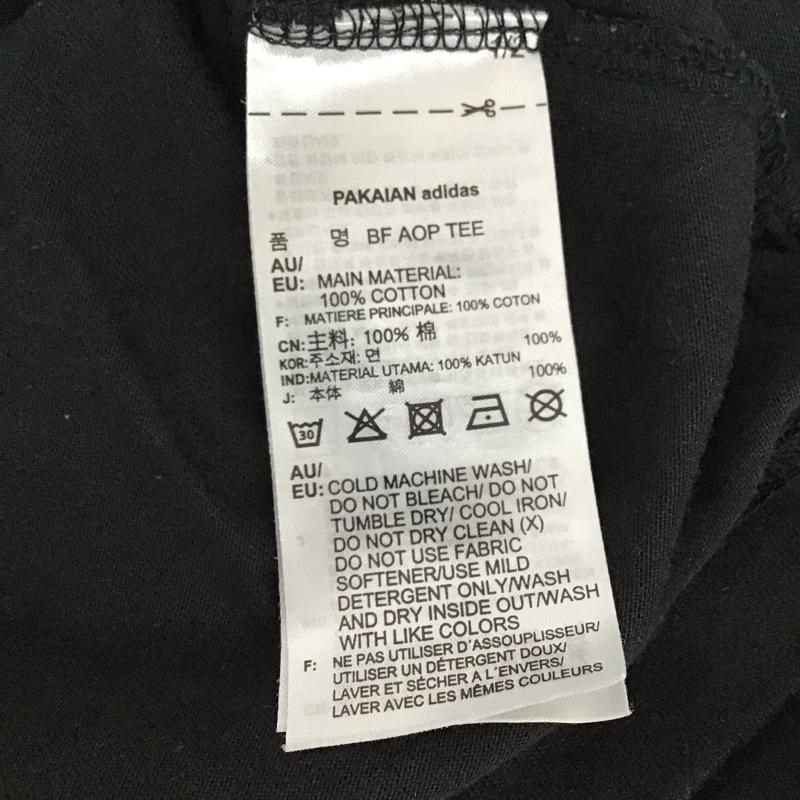 PAKAIAN adidas
품 명 BF AOP TEE
AU/
EU: MAIN MATERIAL:
100% COTTON
F: MATIERE PRINCIPALE: 100% COTON
CN:主料: 100% 棉
KOR:주소재: 면 100%
IND:MATERIAL UTAMA: 100% KATUN
J: 本体 綿 100%
30
AU/
EU: COLD MACHINE WASH/
DO NOT BLEACH/ DO NOT
TUMBLE DRY/ COOL IRON/
DO NOT DRY CLEAN (X)
DO NOT USE FABRIC
SOFTENER/USE MILD
DETERGENT ONLY/WASH
AND DRY INSIDE OUT/WASH
WITH LIKE COLORS
F: NE PAS UTILISER D'ASSOUPLISSEUR/
UTILISER UN DÉTERGENT DOUX/
LAVER ET SÉCHER A L'ENVERS/
LAVER AVEC LES MÊMES COULEURS